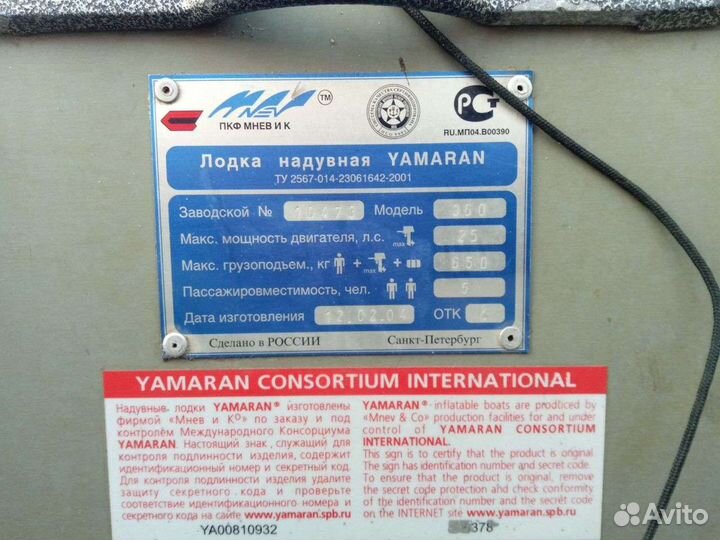 MNEV ™
ПКФ МНЕВ И К
РСТ
RU.МП04.В00390
Лодка надувная YAMARAN
ТУ 2567-014-23061642-2001
Заводской № Модель 350
Макс. мощность двигателя, л.с. max 25
Макс. грузоподъем., кг + max + 650
Пассажировместимость, чел. 5
Дата изготовления 12.02.04 ОТК
Сделано в РОССИИ Санкт-Петербург
YAMARAN CONSORTIUM INTERNATIONAL
Надувные лодки YAMARAN® изготовлены
фирмой «Мнев и К°» по заказу и под
контролем Международного Консорциума
YAMARAN. Настоящий знак, служащий для
контроля подлинности изделия, содержит
идентификационный номер и секретный код.
Для контроля подлинности изделия удалите
защиту секретного кода и проверьте
соответствие идентификационного номера и
секретного кода на сайте www.yamaran.spb.ru
YA00810932
YAMARAN® inflatable boats are prodiced by
«Mnev & Co» production facilities for and under
control of YAMARAN CONSORTIUM
INTERNATIONAL.
This sign is to certify that the product is original
The sign has identification number and secret code.
To ensure that the product is original, remove
the secret code protection and check conformity
of the identification number and the secret code
on the INTERNET site www.yamaran.spb.ru
378
Avito